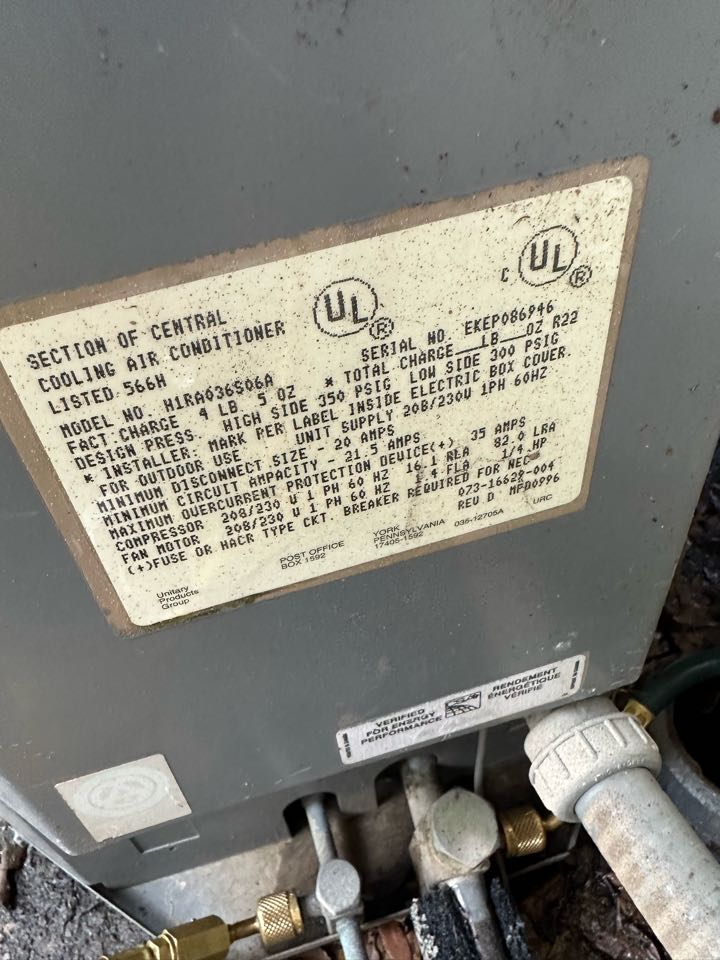 UL
®
C UL
®
SECTION OF CENTRAL
COOLING AIR CONDITIONER
LISTED 566H
SERIAL NO. EKEP086946
MODEL NO. H1RA036S06A
* TOTAL CHARGE__LB__OZ R22
FACT CHARGE 4 LB 5 OZ
DESIGN PRESS. HIGH SIDE 350 PSIG LOW SIDE 300 PSIG
* INSTALLER: MARK PER LABEL INSIDE ELECTRIC BOX COVER.
FOR OUTDOOR USE UNIT SUPPLY 208/230V 1PH 60HZ
MINIMUM DISCONNECT SIZE - 20 AMPS
MINIMUM CIRCUIT AMPACITY - 21.5 AMPS
MAXIMUM OVERCURRENT PROTECTION DEVICE(+) 35 AMPS
COMPRESSOR 208/230 V 1 PH 60 HZ 16.1 RLA 82.0 LRA
FAN MOTOR 208/230 V 1 PH 60 HZ 1.4 FLA 1/4 HP
(+)FUSE OR HACR TYPE CKT. BREAKER REQUIRED FOR NEC
073-16629-004
REV D MFD0996
Unitary
Products
Group
POST OFFICE
BOX 1592
YORK
PENNSYLVANIA
17405-1592
035-12705A
URC
VERIFIED
FOR ENERGY
PERFORMANCE
RENDEMENT
ÉNERGÉTIQUE
VÉRIFIÉ